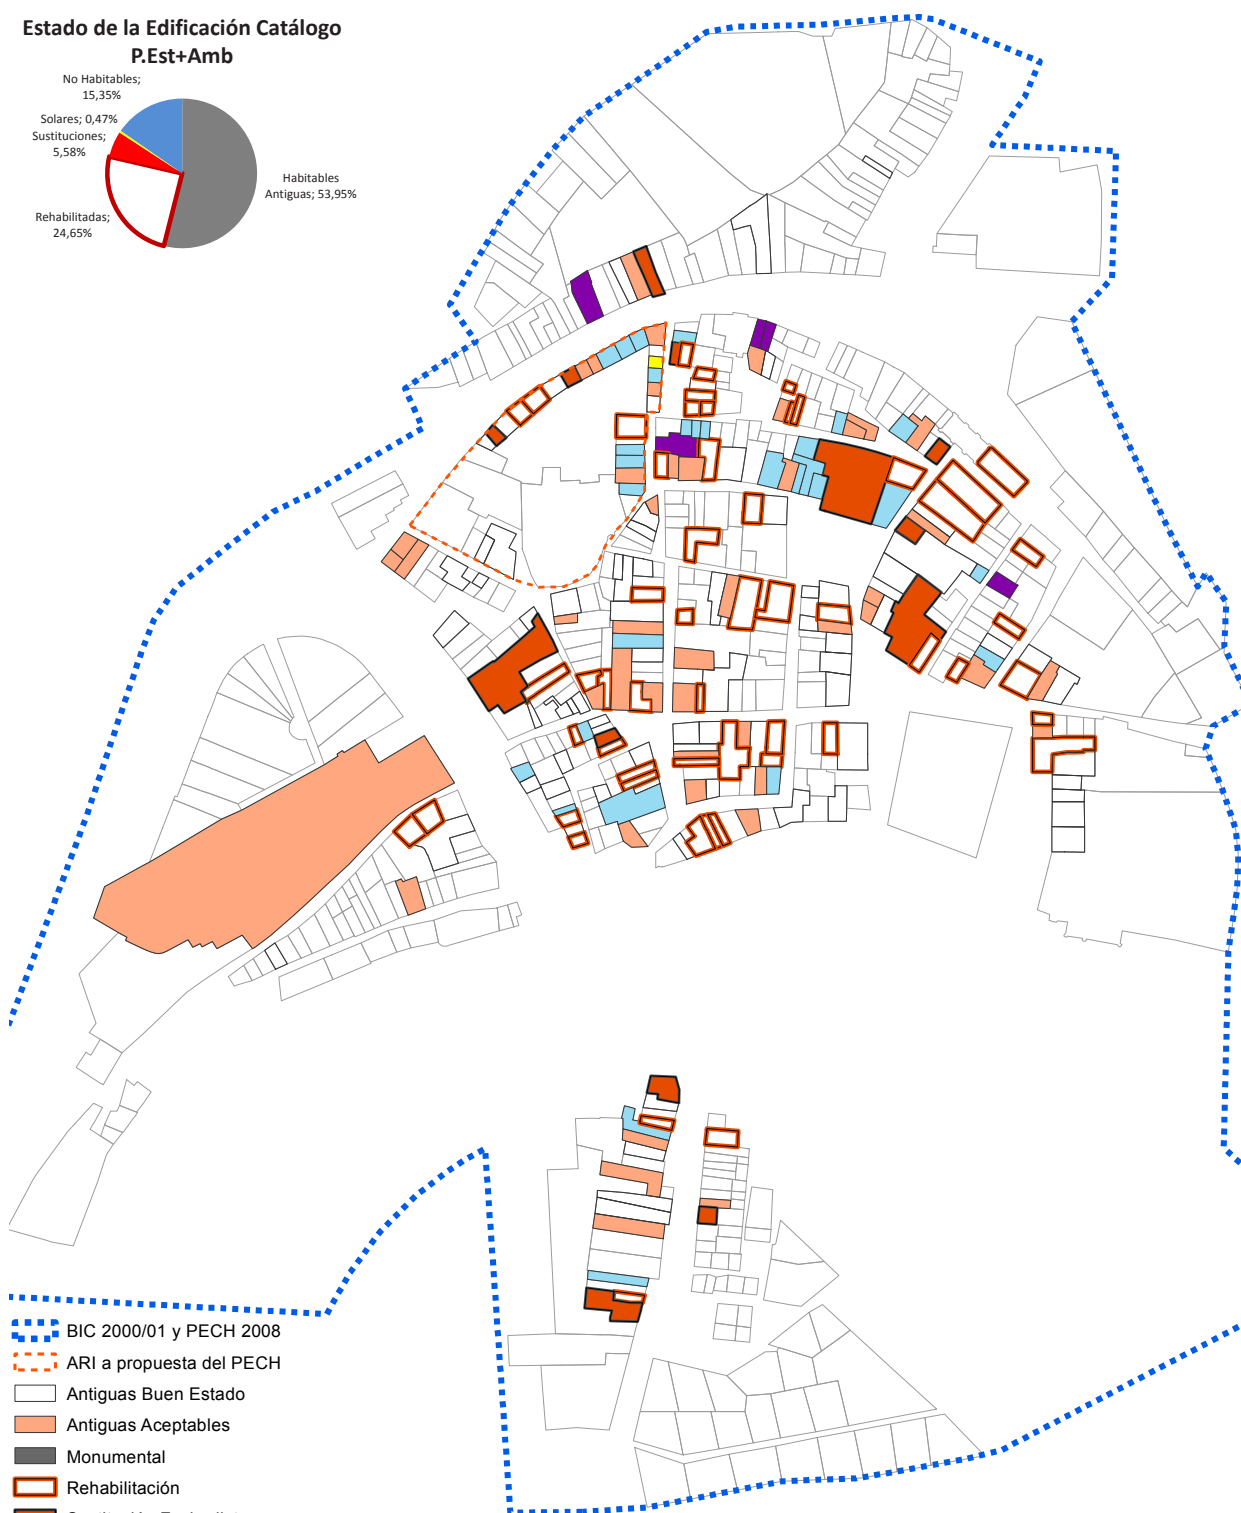 Estado de la Edificación Catálogo
P.Est+Amb
No Habitables;
15,35%
Solares; 0,47%
Sustituciones;
5,58%
Habitables
Antiguas; 53,95%
Rehabilitadas;
24,65%
BIC 2000/01 y PECH 2008
ARI a propuesta del PECH
Antiguas Buen Estado
Antiguas Aceptables
Monumental
Rehabilitación